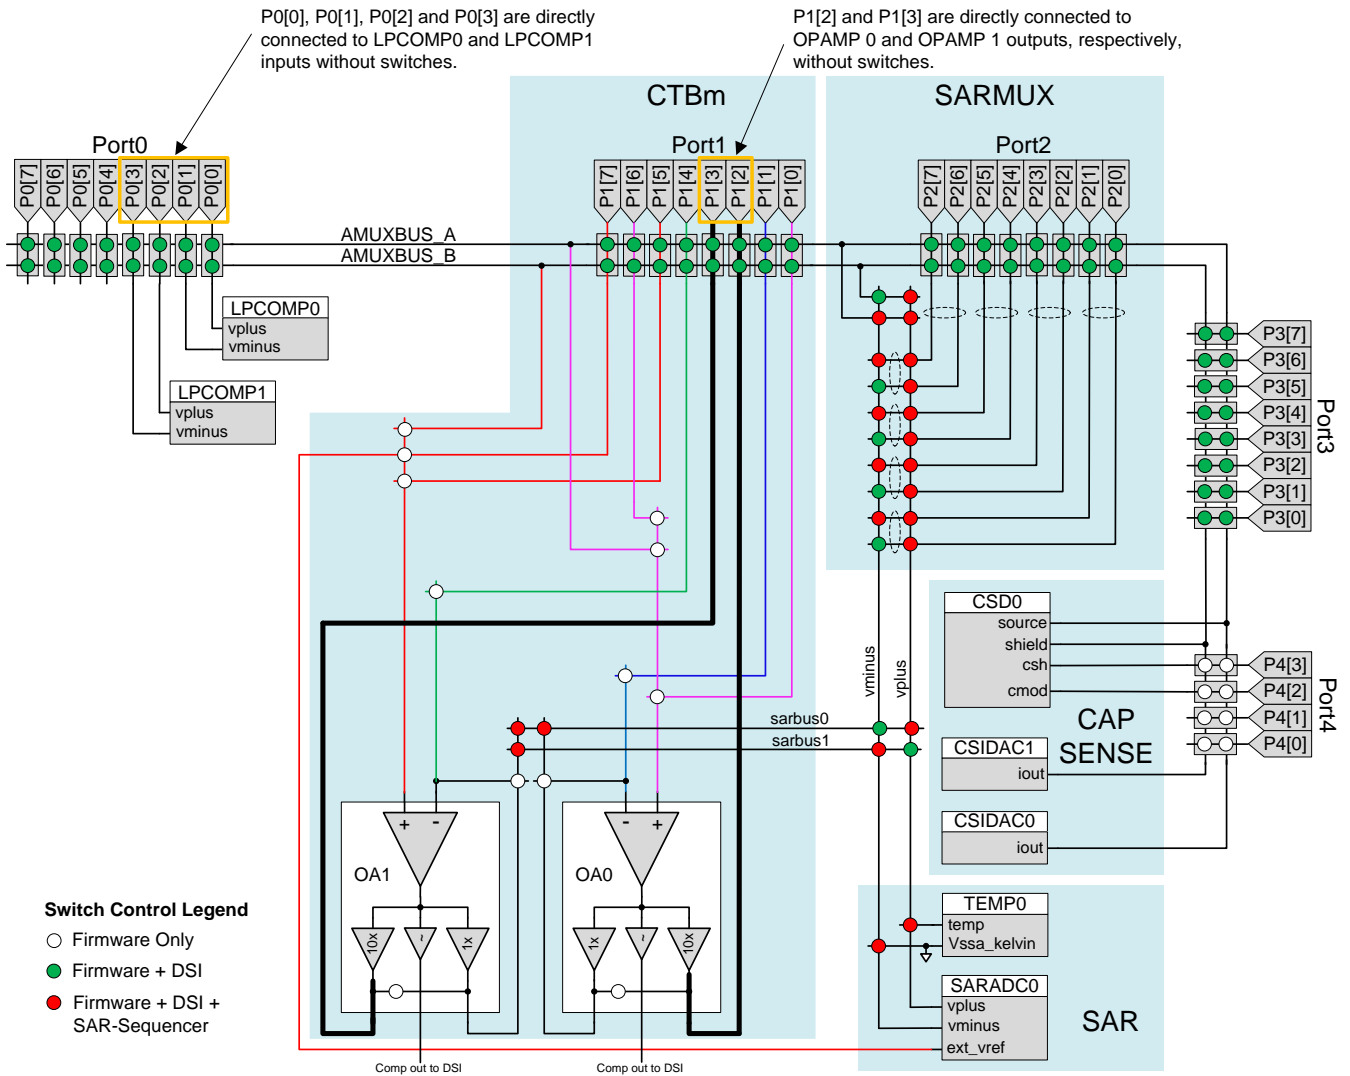 P0[0], P0[1], P0[2] and P0[3] are directly
connected to LPCOMP0 and LPCOMP1
inputs without switches.
P1[2] and P1[3] are directly connected to
OPAMP 0 and OPAMP 1 outputs, respectively,
without switches.
CTBm
SARMUX
Port0
Port1
Port2
P0[7] P0[6] P0[5] P0[4] P0[3] P0[2] P0[1] P0[0]
P1[7] P1[6] P1[5] P1[4] P1[3] P1[2] P1[1] P1[0]
P2[7] P2[6] P2[5] P2[4] P2[3] P2[2] P2[1] P2[0]
AMUXBUS_A
AMUXBUS_B
LPCOMP0
vplus
vminus
LPCOMP1
vplus
vminus
P3[7]
P3[6]
P3[5]
P3[4]
P3[3]
P3[2]
P3[1]
P3[0]
Port3
CSD0
source
shield
csh
cmod
P4[3]
P4[2]
P4[1]
P4[0]
Port4
vminus
vplus
sarbus0
sarbus1
CAP
SENSE
CSIDAC1
iout
CSIDAC0
iout
+ -
OA1
10x ~ 1x
- +
OA0
1x ~ 10x
TEMP0
temp
Vssa_kelvin
SARADC0
vplus
vminus
ext_vref
SAR
Switch Control Legend
Firmware Only
Firmware + DSI
Firmware + DSI +
SAR-Sequencer
Comp out to DSI
Comp out to DSI